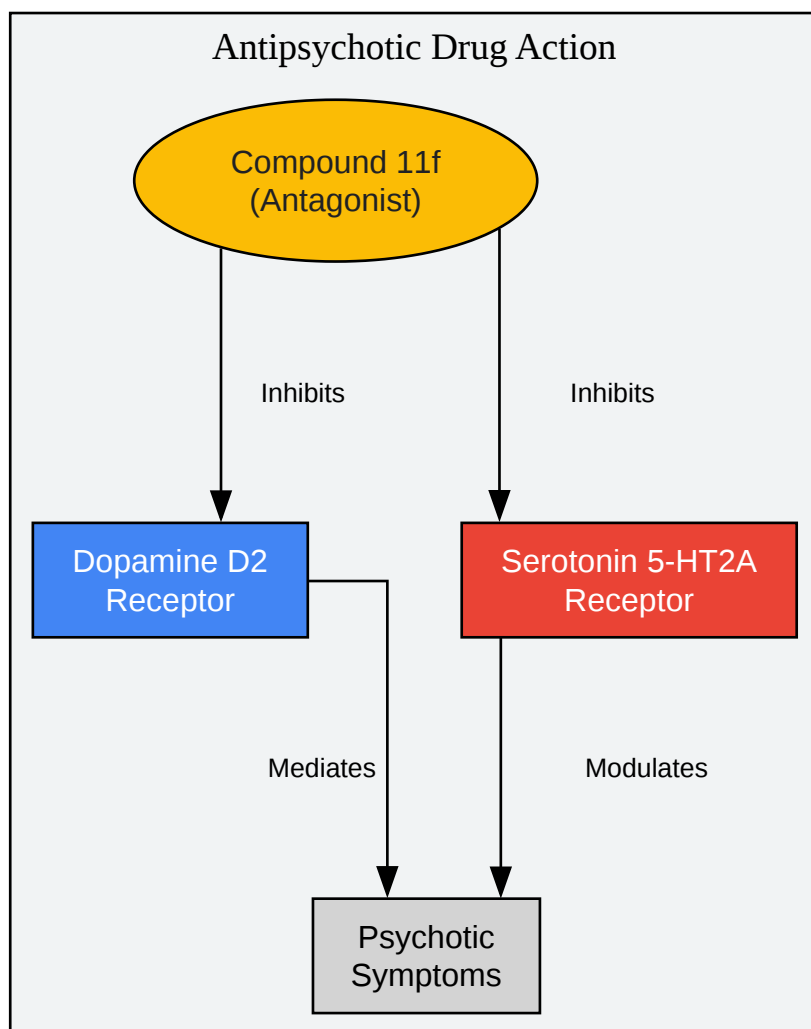 Antipsychotic Drug Action
Compound 11f
(Antagonist)
Inhibits
Inhibits
Dopamine D2
Receptor
Serotonin 5-HT2A
Receptor
Mediates
Modulates
Psychotic
Symptoms